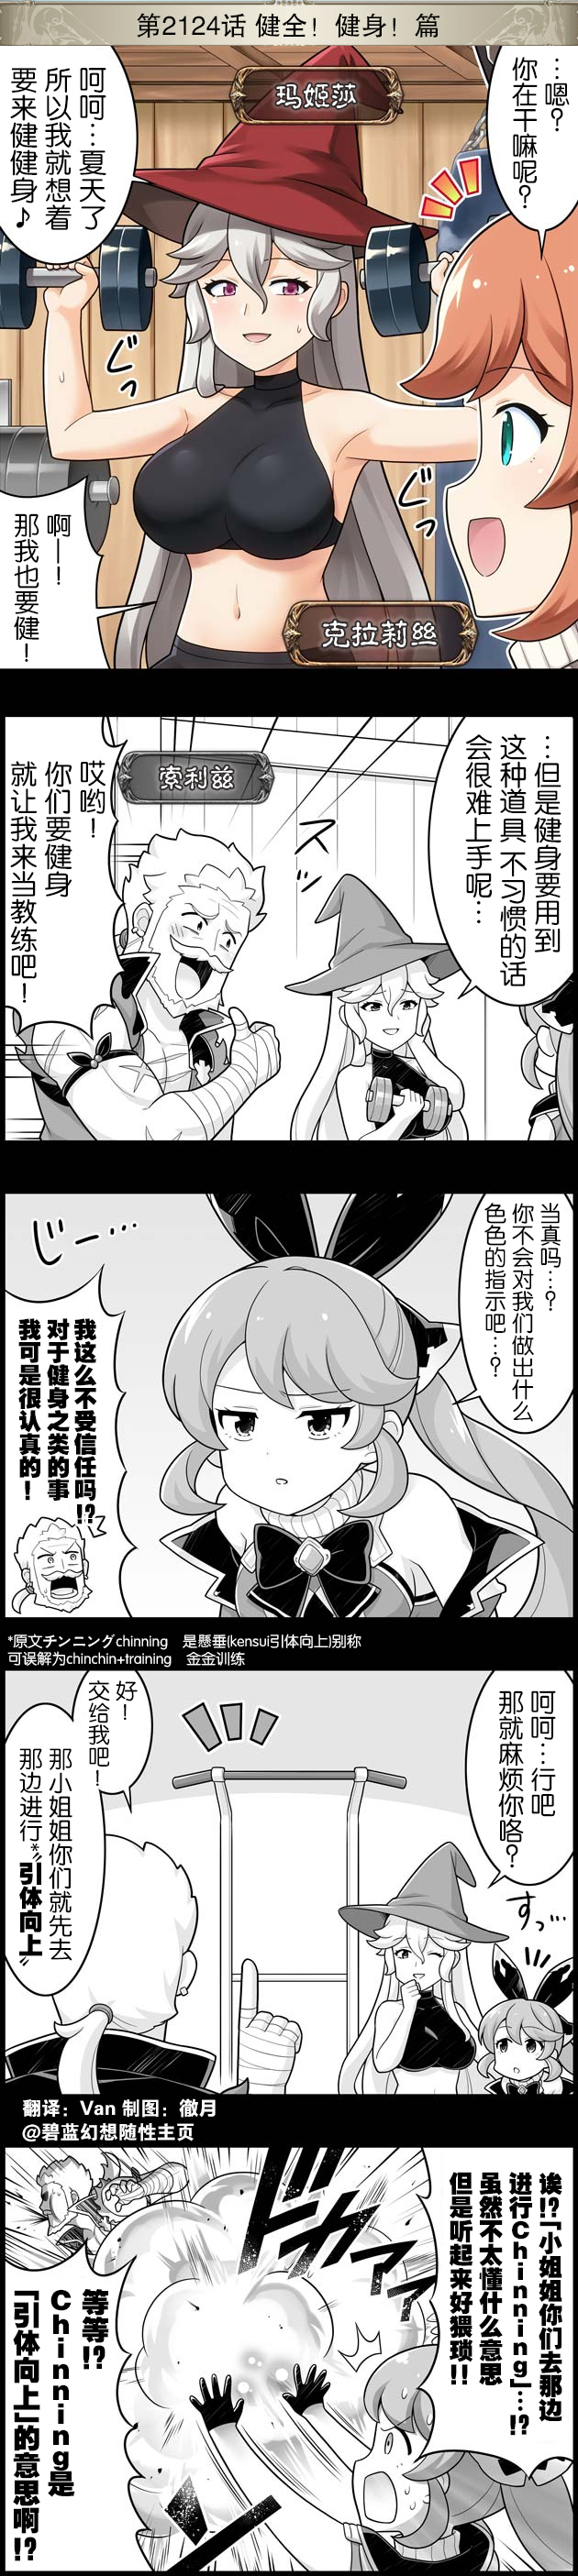 第2124话 健全！健身！篇
…嗯？
你在干嘛呢？
玛姬莎
呵呵…夏天了
所以我就想着
要来健健身♪
ぐっ
ぐっ
啊—！
那我也要健！
克拉莉丝
…但是健身要用到
这种道具不习惯的话
会很难上手呢…
索利兹
スッ
哎哟！
你们要健身
就让我来当教练吧！
当真吗…？
你不会对我们做出什么
色色的指示吧…？
じー…
我这么不受信任吗!?
对于健身之类的事
我可是很认真的！
*原文チンニングchinning 是懸垂(kensui引体向上)别称
可误解为chinchin+training 金金训练
呵呵…行吧
那就麻烦你咯？
好！
交给我吧！
那小姐姐你们就先去
那边进行*〝引体向上〟
すっ…
翻译：Van 制图：徹月
@碧蓝幻想随性主页
诶!?「小姐姐你们去那边
进行Chinning」…!?
虽然不太懂什么意思
但是听起来好猥琐!!
等等!?
Chinning是
「引体向上」的意思啊!?